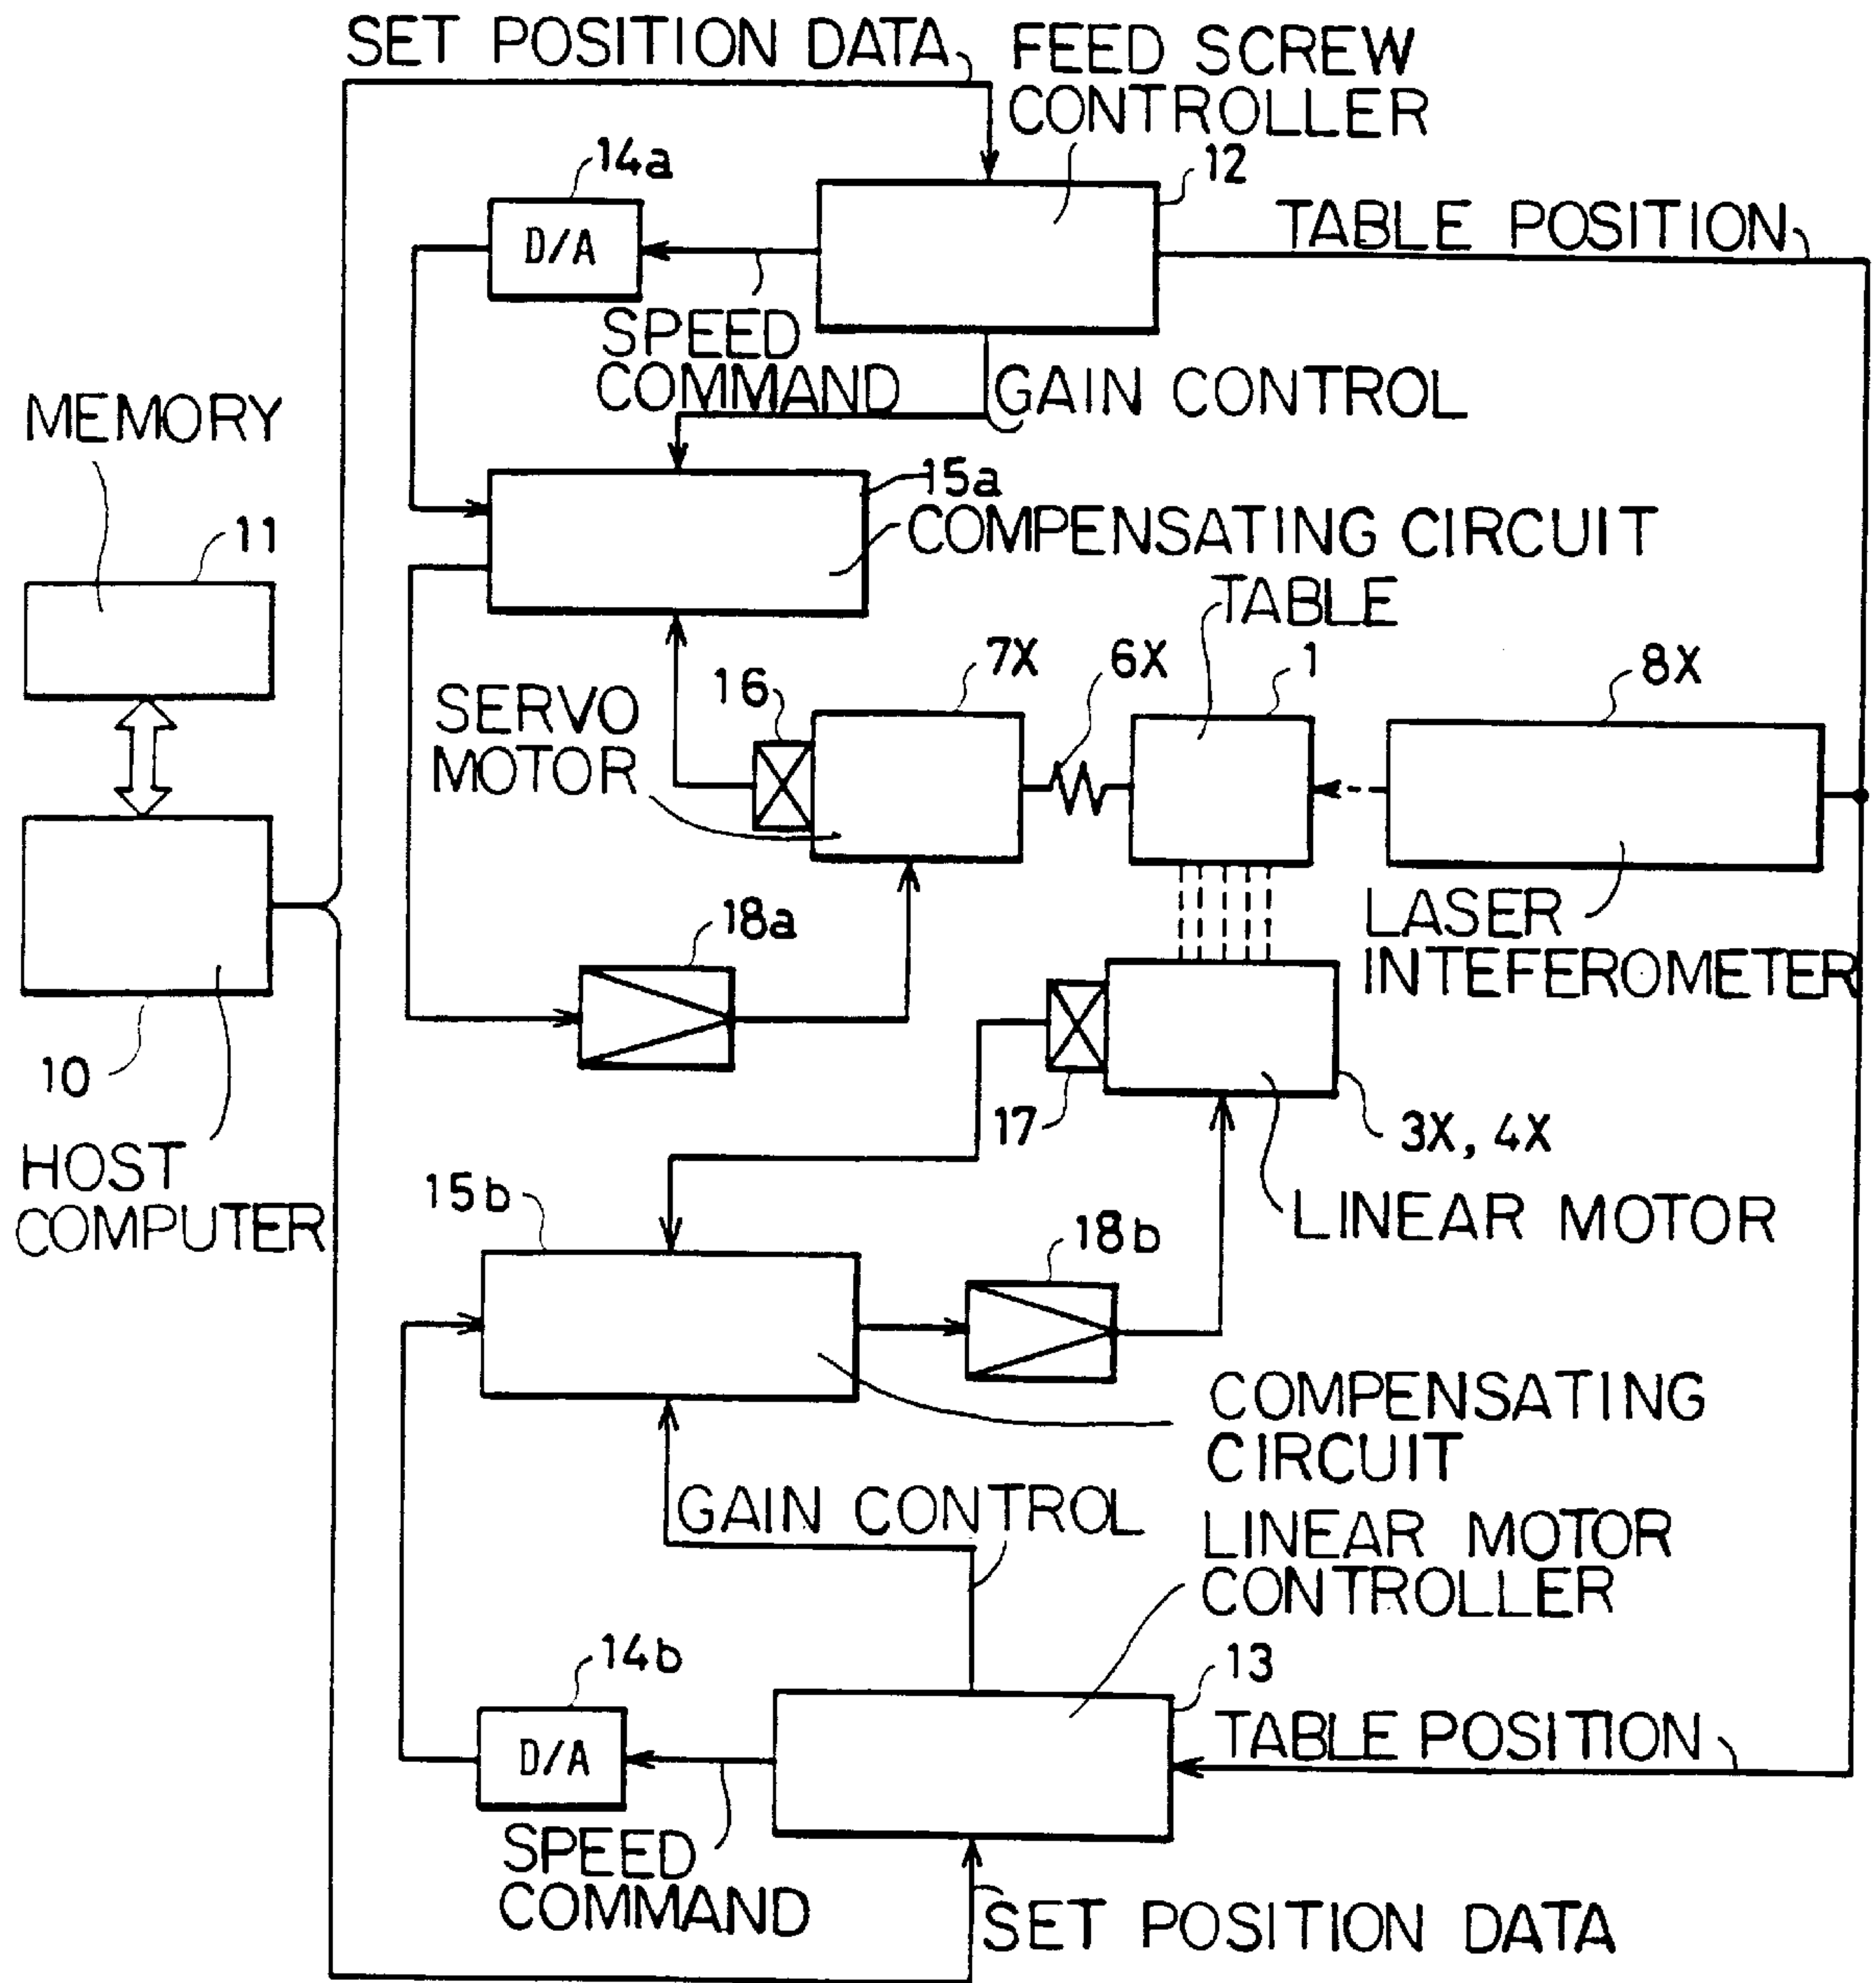 SET POSITION DATA
FEED SCREW
CONTROLLER
14a
12
D/A
TABLE POSITION
SPEED
COMMAND
GAIN CONTROL
MEMORY
15a
COMPENSATING CIRCUIT
11
TABLE
7X
6X
1
8X
16
SERVO
MOTOR
18a
LASER
INTEFEROMETER
10
17
3X, 4X
HOST
COMPUTER
15b
LINEAR MOTOR
18b
COMPENSATING
CIRCUIT
GAIN CONTROL
LINEAR MOTOR
CONTROLLER
14b
13
D/A
TABLE POSITION
SPEED
COMMAND
SET POSITION DATA